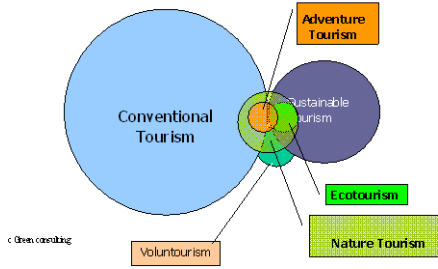 Adventure
Tourism
Sustainable
Tourism
Conventional
Tourism
Ecotourism
Nature Tourism
Voluntourism
c Green consulting